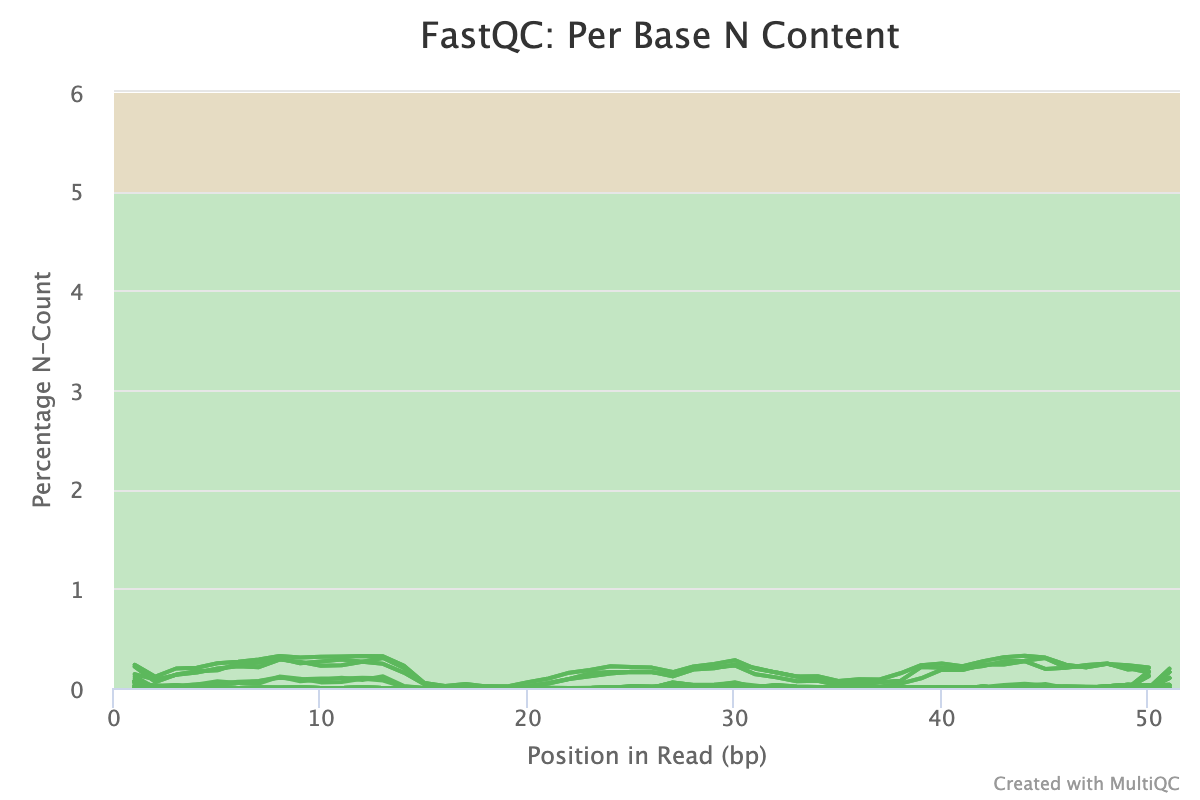 FastQC: Per Base N Content
6
5
4
3
2
1
0
Percentage N-Count
0 10 20 30 40 50
Position in Read (bp)
Created with MultiQC